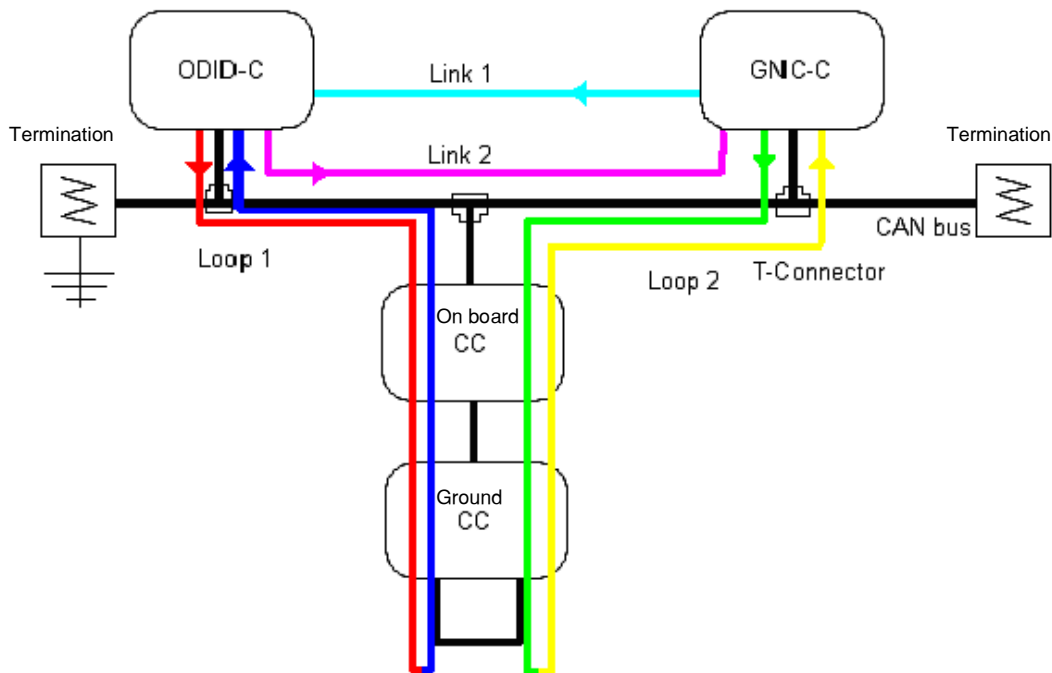 ODID-C
GNIC-C
Link 1
Termination
Termination
Link 2
CAN bus
Loop 1
Loop 2
T-Connector
On board
CC
Ground
CC